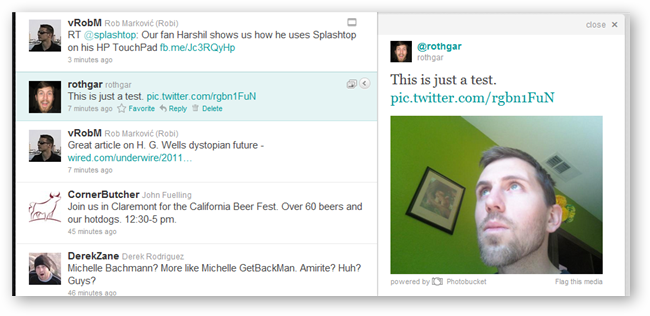 vRobM Rob Marković (Robi)
RT @splashtop: Our fan Harshil shows us how he uses Splashtop
on his HP TouchPad fb.me/Jc3RQyHp
3 minutes ago
rothgar rothgar
This is just a test. pic.twitter.com/rgbn1FuN
7 minutes ago Favorite Reply Delete
vRobM Rob Marković (Robi)
Great article on H. G. Wells dystopian future -
wired.com/underwire/2011…
7 minutes ago
CornerButcher John Fuelling
Join us in Claremont for the California Beer Fest. Over 60 beers and
our hotdogs. 12:30-5 pm.
45 minutes ago
DerekZane Derek Rodriguez
Michelle Bachmann? More like Michelle GetBackMan. Amirite? Huh?
Guys?
46 minutes ago
close ×
@rothgar
rothgar
This is just a test.
pic.twitter.com/rgbn1FuN
powered by Photobucket Flag this media